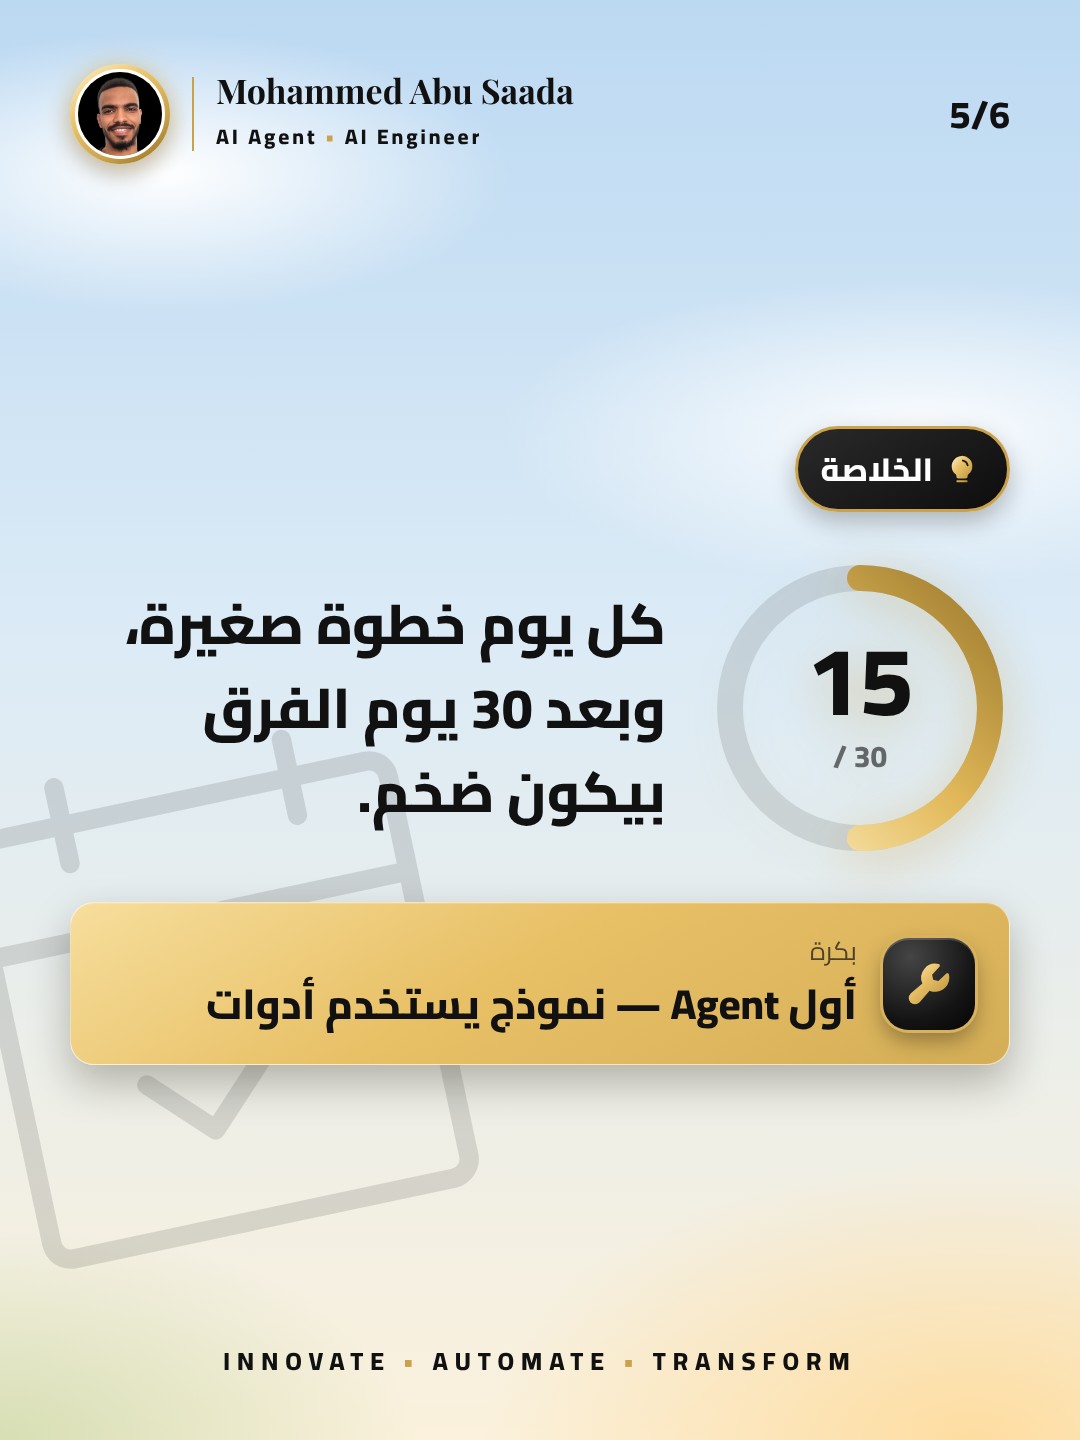 Mohammed Abu Saada
AI Agent ▪ AI Engineer
5/6
الخلاصة
15
/ 30
كل يوم خطوة صغيرة،
وبعد 30 يوم الفرق
بيكون ضخم.
بكرة
أول Agent — نموذج يستخدم أدوات
INNOVATE ▪ AUTOMATE ▪ TRANSFORM